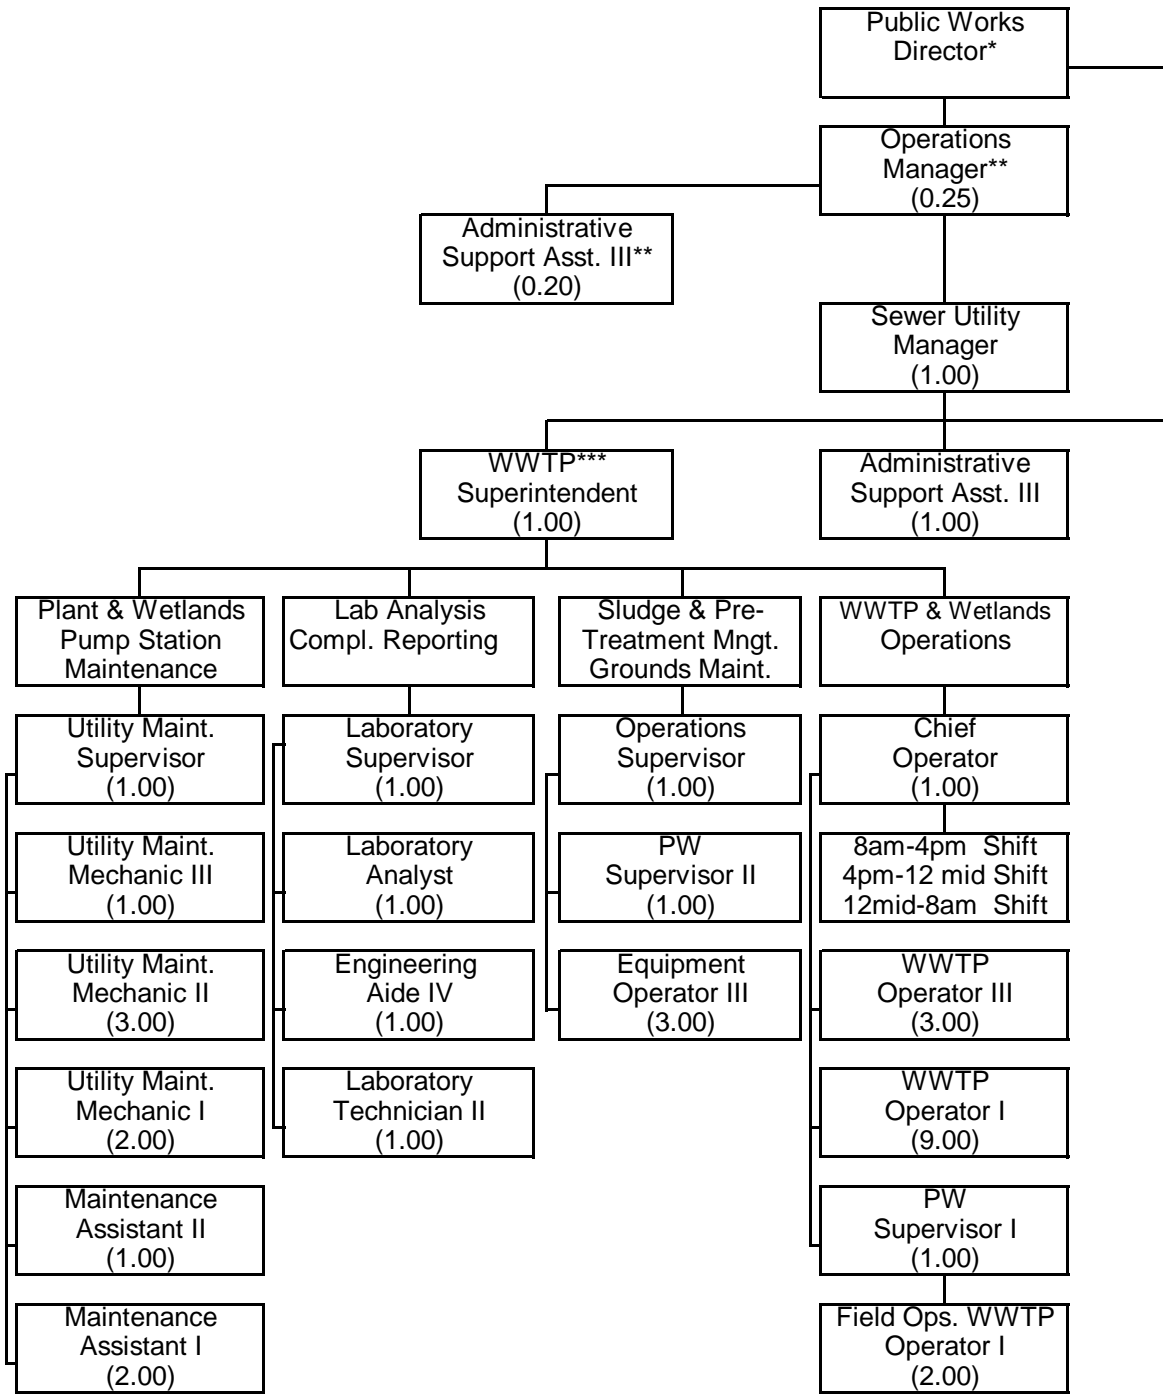 Public Works
Director*
Operations
Manager**
(0.25)
Administrative
Support Asst. III**
(0.20)
Sewer Utility
Manager
(1.00)
WWTP***
Superintendent
(1.00)
Administrative
Support Asst. III
(1.00)
Plant & Wetlands
Pump Station
Maintenance
Lab Analysis
Compl. Reporting
Sludge & Pre-
Treatment Mngt.
Grounds Maint.
WWTP & Wetlands
Operations
Utility Maint.
Supervisor
(1.00)
Utility Maint.
Mechanic III
(1.00)
Utility Maint.
Mechanic II
(3.00)
Utility Maint.
Mechanic I
(2.00)
Maintenance
Assistant II
(1.00)
Maintenance
Assistant I
(2.00)
Laboratory
Supervisor
(1.00)
Laboratory
Analyst
(1.00)
Engineering
Aide IV
(1.00)
Laboratory
Technician II
(1.00)
Operations
Supervisor
(1.00)
PW
Supervisor II
(1.00)
Equipment
Operator III
(3.00)
Chief
Operator
(1.00)
8am-4pm  Shift
4pm-12 mid Shift
12mid-8am  Shift
WWTP
Operator III
(3.00)
WWTP
Operator I
(9.00)
PW
Supervisor I
(1.00)
Field Ops. WWTP
Operator I
(2.00)